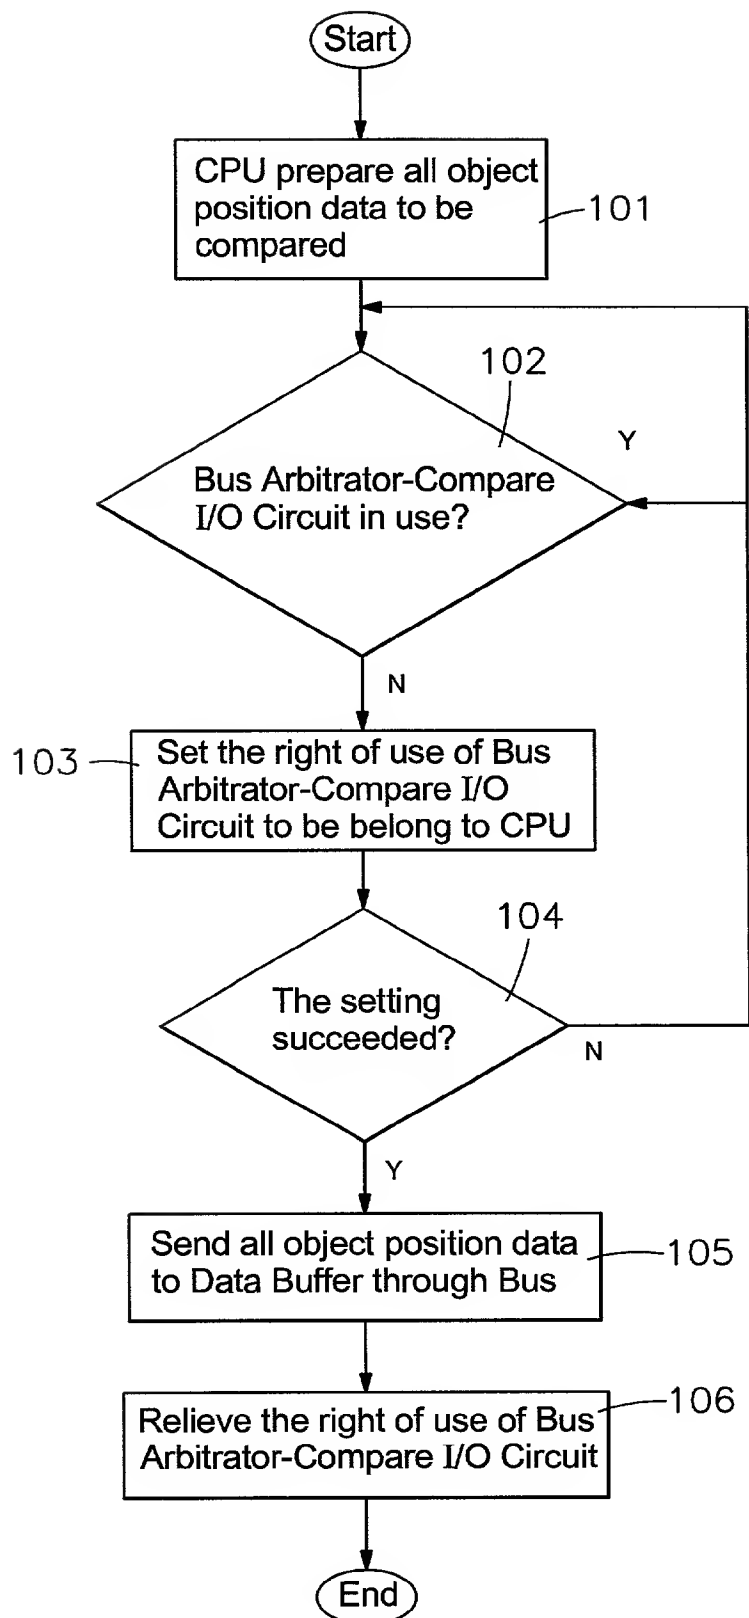 Start
CPU prepare all object
position data to be
compared
101
102
Y
Bus Arbitrator-Compare
I/O Circuit in use?
N
103
Set the right of use of Bus
Arbitrator-Compare I/O
Circuit to be belong to CPU
104
The setting
succeeded?
N
Y
Send all object position data
to Data Buffer through Bus
105
Relieve the right of use of Bus
Arbitrator-Compare I/O Circuit
106
End